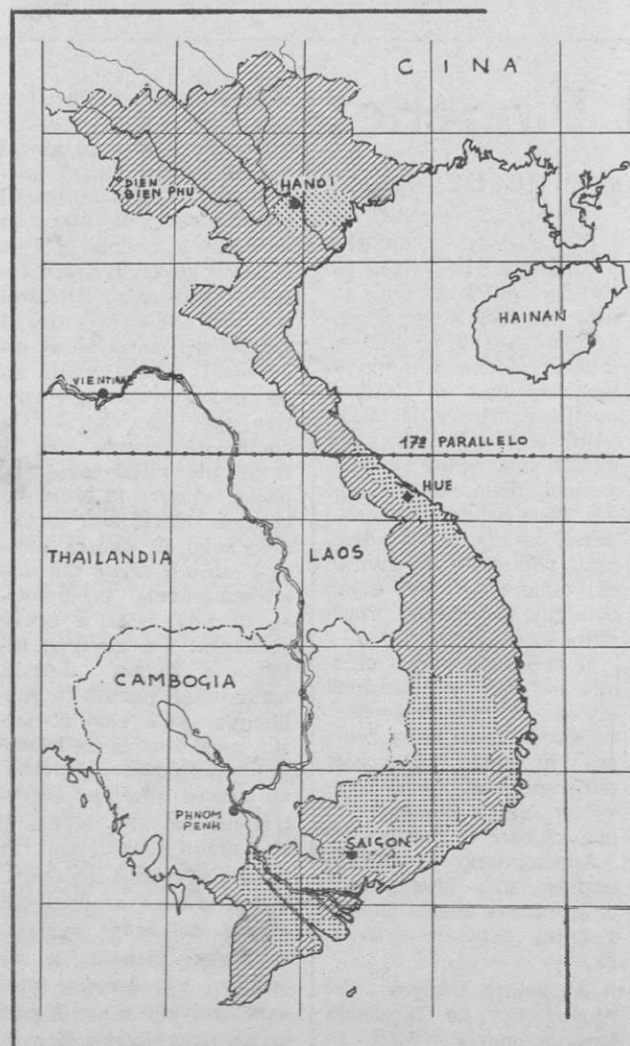 CINA
DIEN
BIEN PHU
HANOI
HAINAN
VIENTIANE
17º PARALLELO
HUE
THAILANDIA
LAOS
CAMBOGIA
PHNOM
PENH
SAIGON